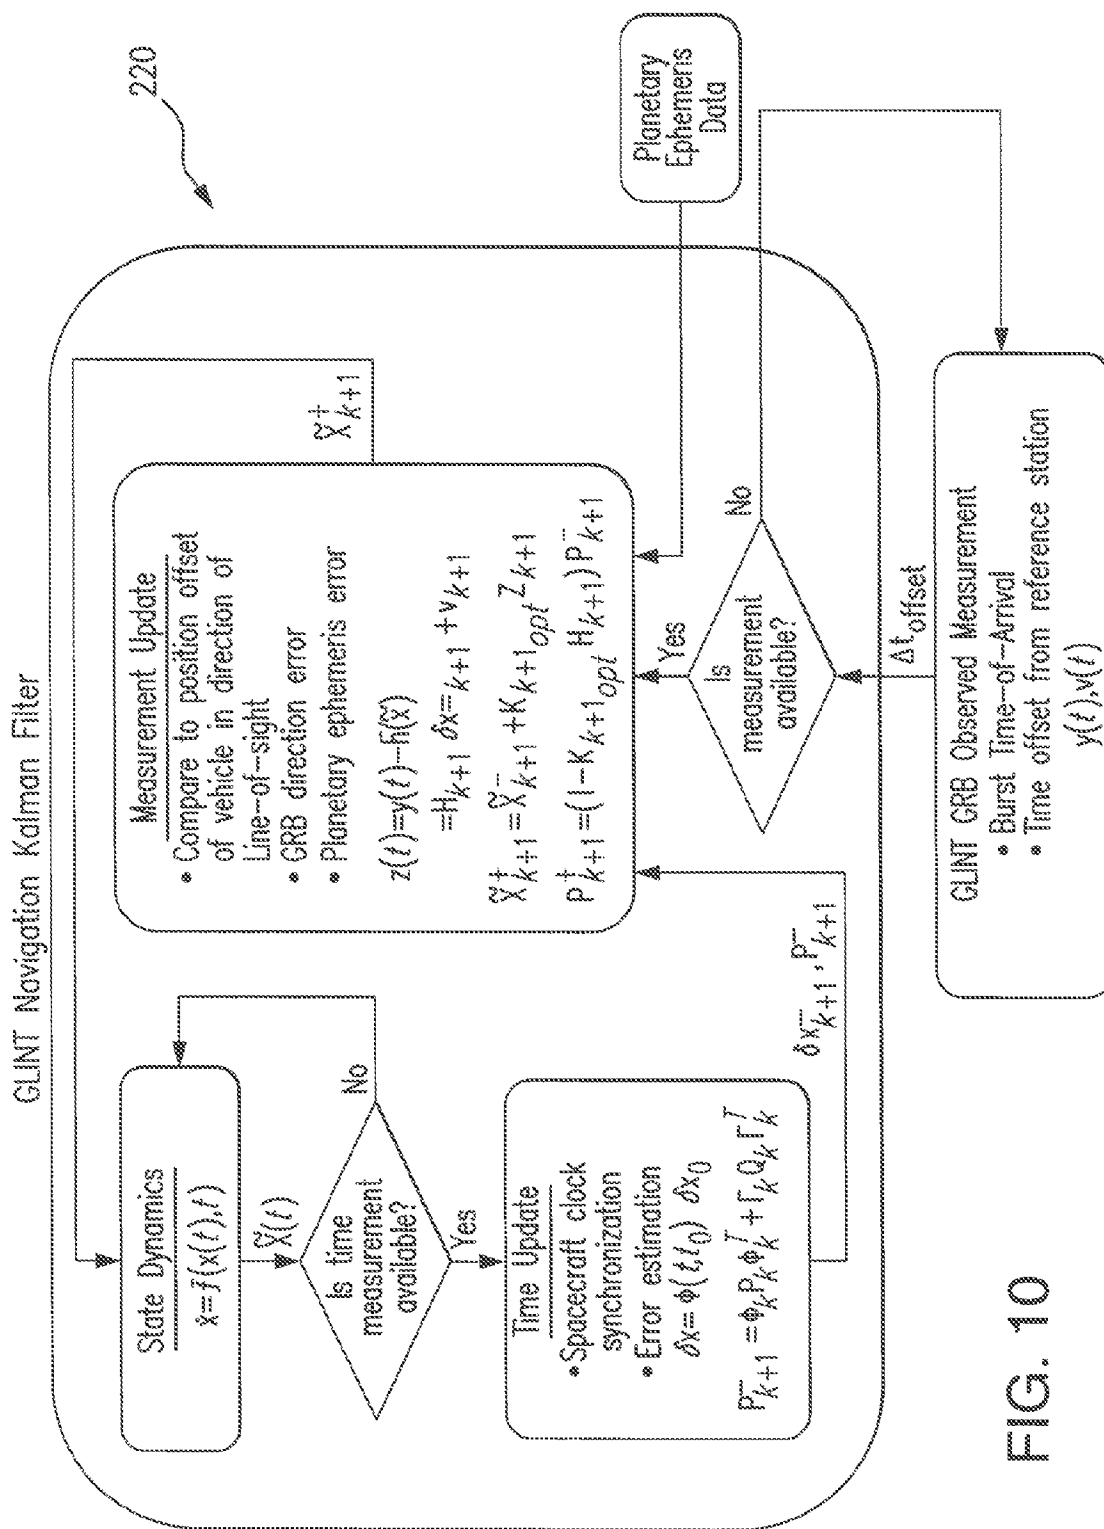 GLINT Navigation Kalman Filter
220
State Dynamics
ẋ=f̄(x(t),t)
X̃(t)
Is time
measurement
available?
No
Yes
Time Update
•Spacecraft clock
synchronization
•Error estimation
δx=Φ(t,t₀) δx₀
P⁻ₖ₊₁=ΦₖPₖΦₖᵀ+ΓₖQₖΓₖᵀ
δx⁻ₖ₊₁,P⁻ₖ₊₁
Measurement Update
• Compare to position offset
of vehicle in direction of
Line-of-sight
• GRB direction error
• Planetary ephemeris error
z(t)=y(t)-h̄(x̃)
=Hₖ₊₁ δx⁻ₖ₊₁+vₖ₊₁
X̃⁺ₖ₊₁=X̃⁻ₖ₊₁+Kₖ₊₁opt Zₖ₊₁
P⁺ₖ₊₁=(I-Kₖ₊₁opt Hₖ₊₁)P⁻ₖ₊₁
X̃⁺ₖ₊₁
Planetary
Ephemeris
Data
Is
measurement
available?
Yes
No
Δt offset
GLINT GRB Observed Measurement
• Burst Time-of-Arrival
• Time offset from reference station
y(t),v(t)
FIG. 10